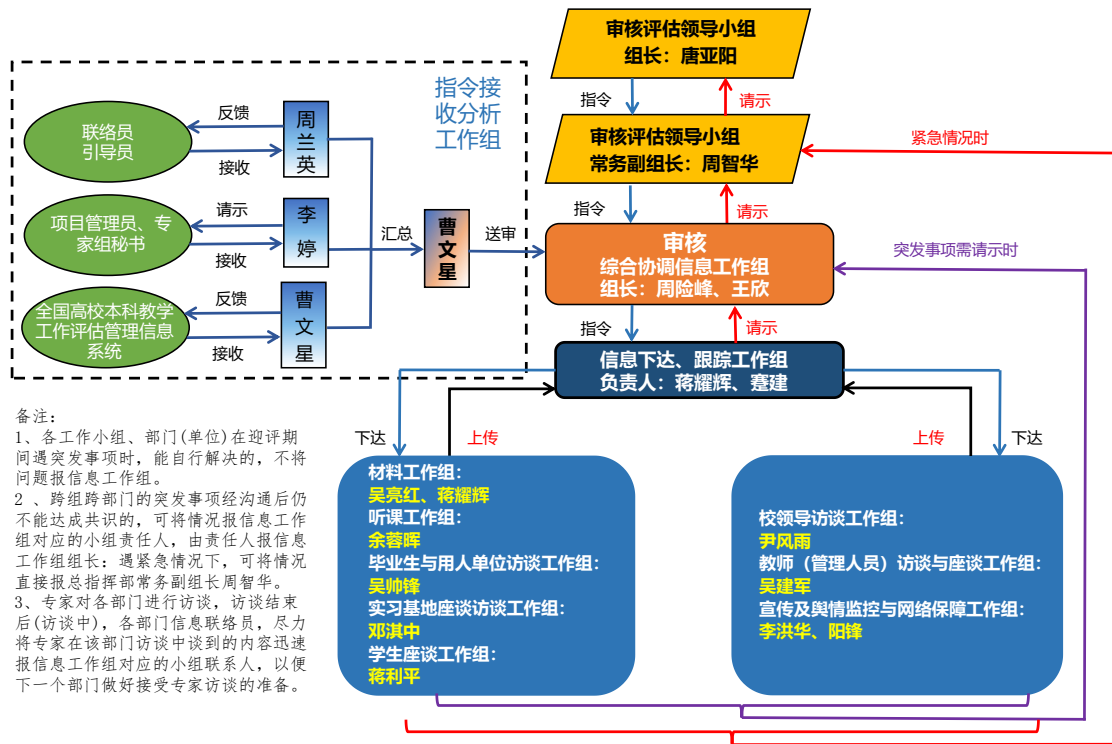 审核评估领导小组
组长：唐亚阳
指令
请示
审核评估领导小组
常务副组长：周智华
紧急情况时
指令
请示
指令接
收分析
工作组
联络员
引导员
反馈
接收
周兰英
项目管理员、专
家组秘书
请示
接收
李婷
全国高校本科教学
工作评估管理信息
系统
反馈
接收
曹文星
汇总
曹文星
送审
审核
综合协调信息工作组
组长：周险峰、王欣
突发事项需请示时
指令
请示
信息下达、跟踪工作组
负责人：蒋耀辉、蹇建
下达
上传
上传
下达
材料工作组：
吴亮红、蒋耀辉
听课工作组：
余蓉晖
毕业生与用人单位访谈工作组：
吴帅锋
实习基地座谈访谈工作组：
邓淇中
学生座谈工作组：
蒋利平
校领导访谈工作组：
尹风雨
教师（管理人员）访谈与座谈工作组：
吴建军
宣传及舆情监控与网络保障工作组：
李洪华、阳锋
备注：
1、各工作小组、部门(单位)在迎评期
间遇突发事项时，能自行解决的，不将
问题报信息工作组。
2 、跨组跨部门的突发事项经沟通后仍
不能达成共识的，可将情况报信息工作
组对应的小组责任人，由责任人报信息
工作组组长：遇紧急情况下，可将情况
直接报总指挥部常务副组长周智华。
3、专家对各部门进行访谈，访谈结束
后(访谈中)，各部门信息联络员，尽力
将专家在该部门访谈中谈到的内容迅速
报信息工作组对应的小组联系人，以便
下一个部门做好接受专家访谈的准备。